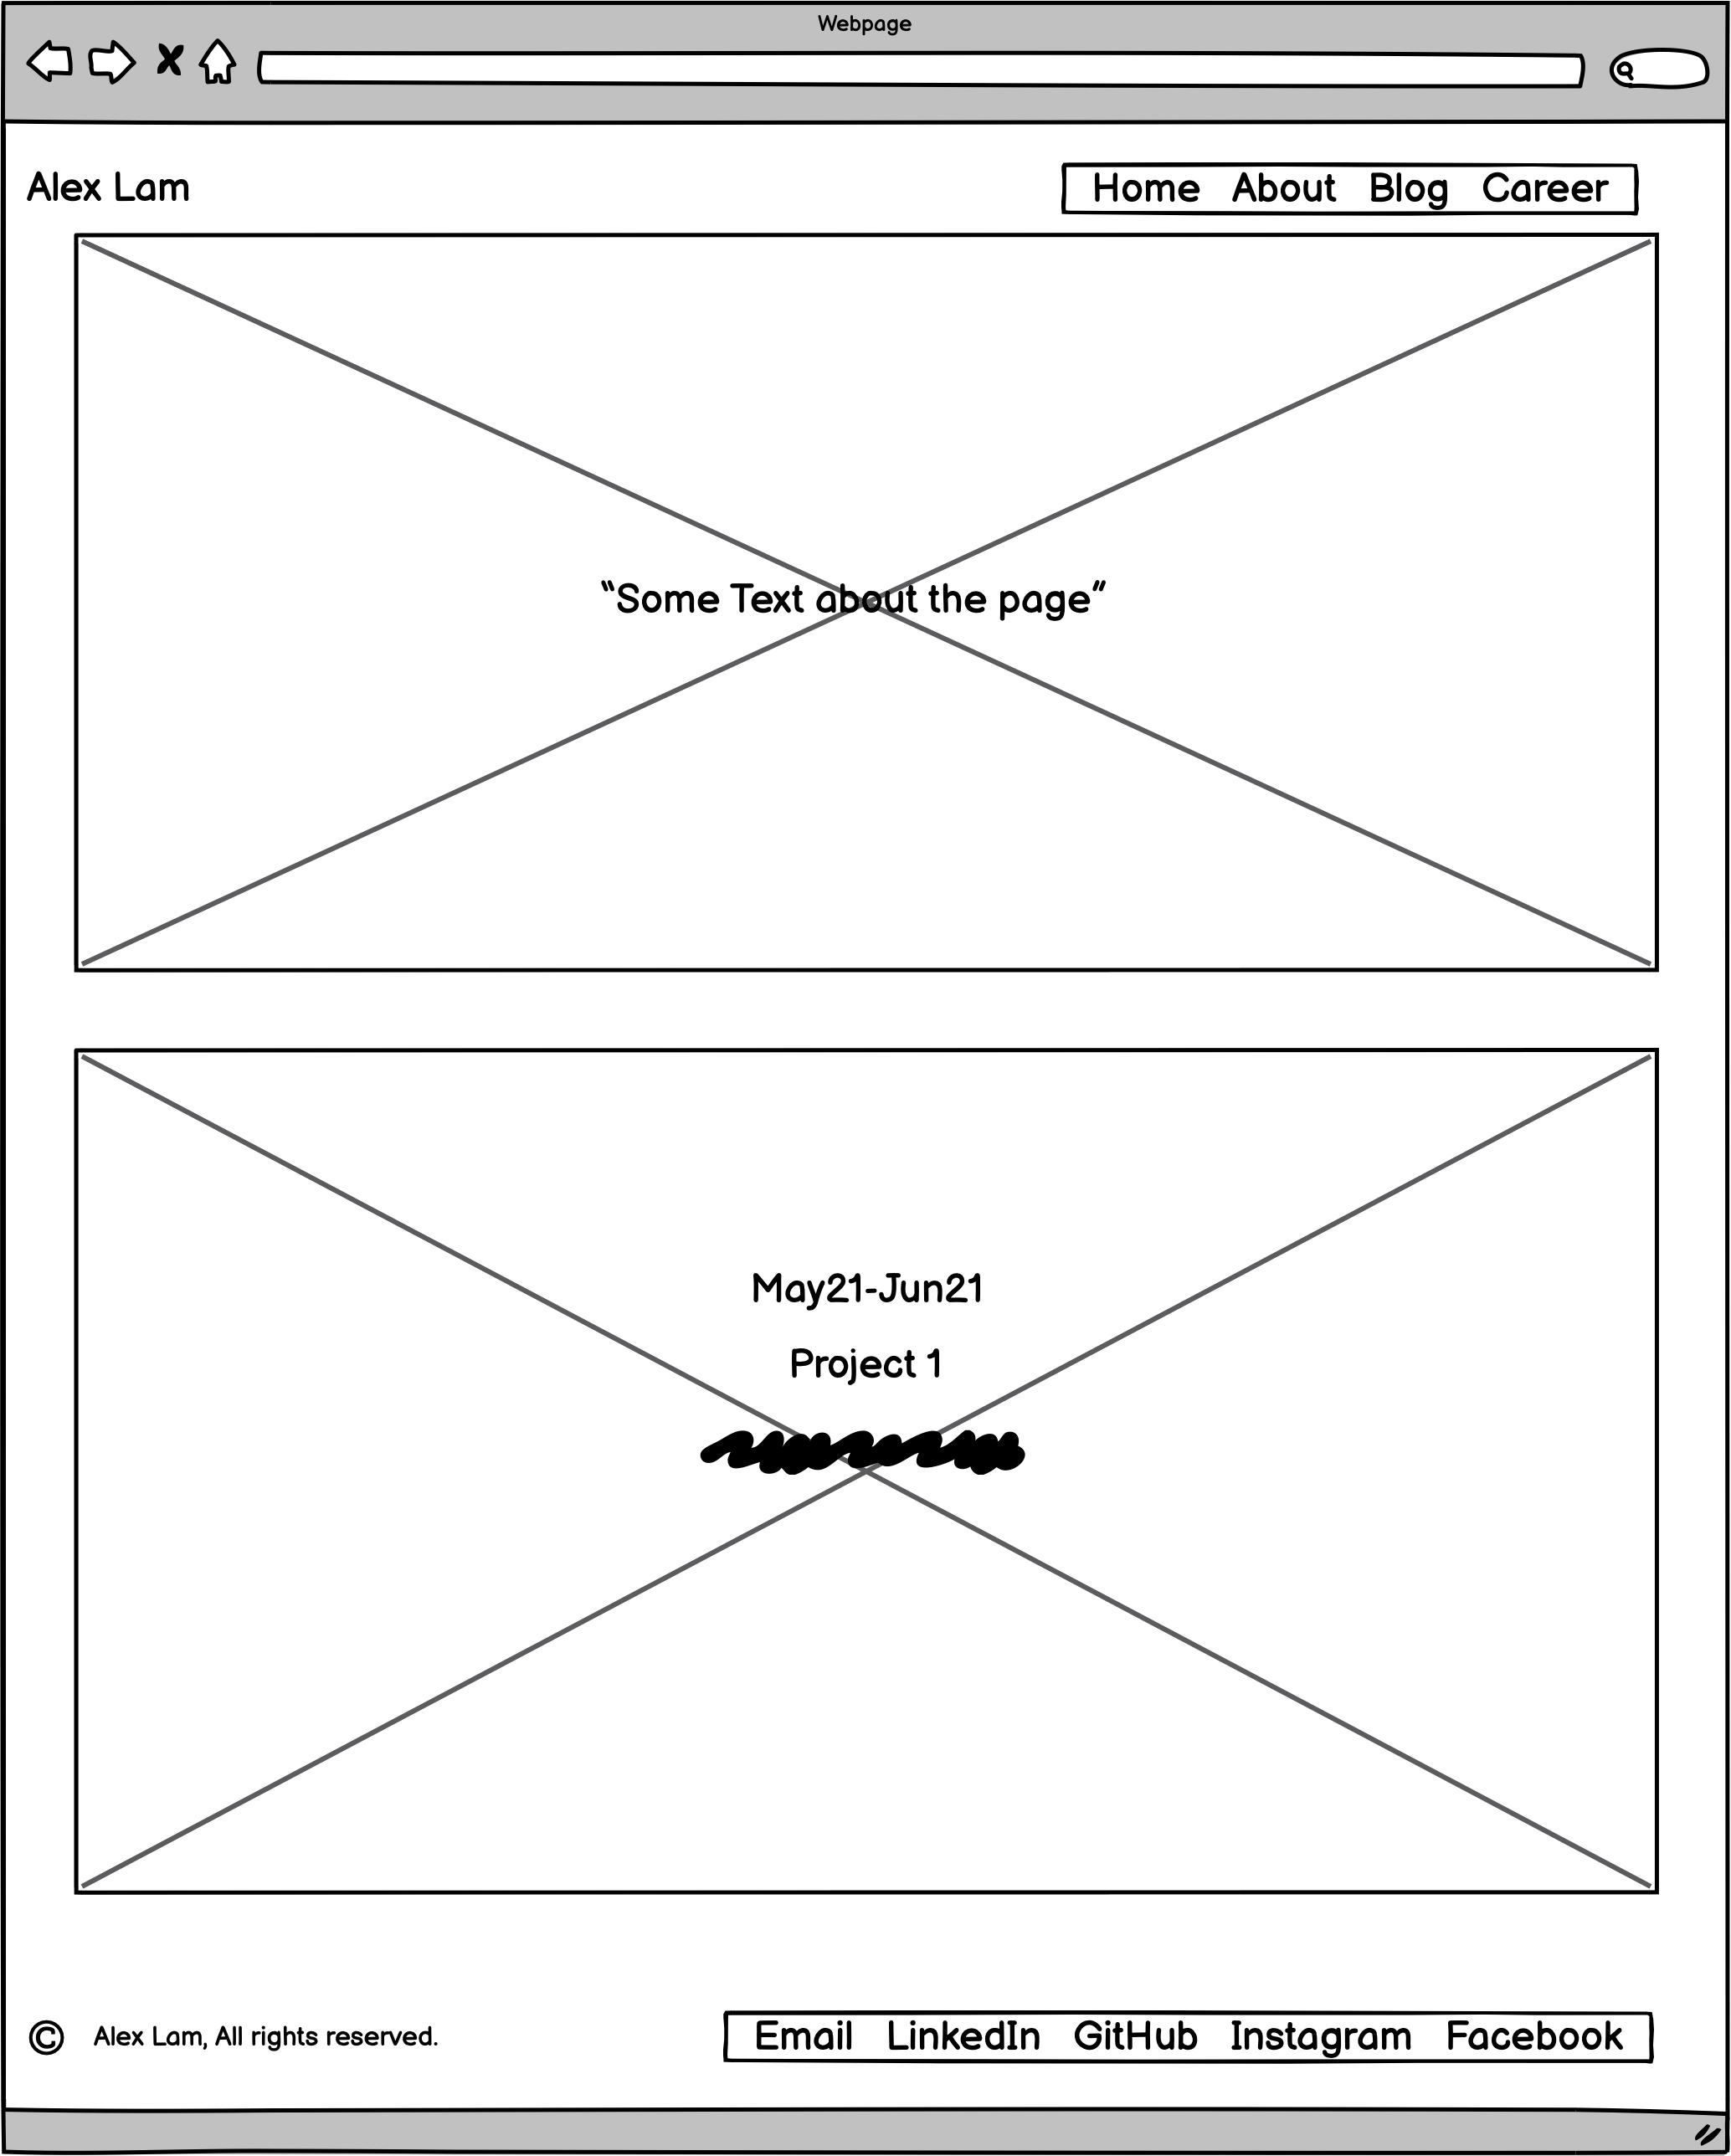 Webpage
Alex Lam
Home About Blog Career
"Some Text about the page"
May21-Jun21
Project 1
© Alex Lam, All rights reserved.
Email LinkedIn GitHub Instagram Facebook